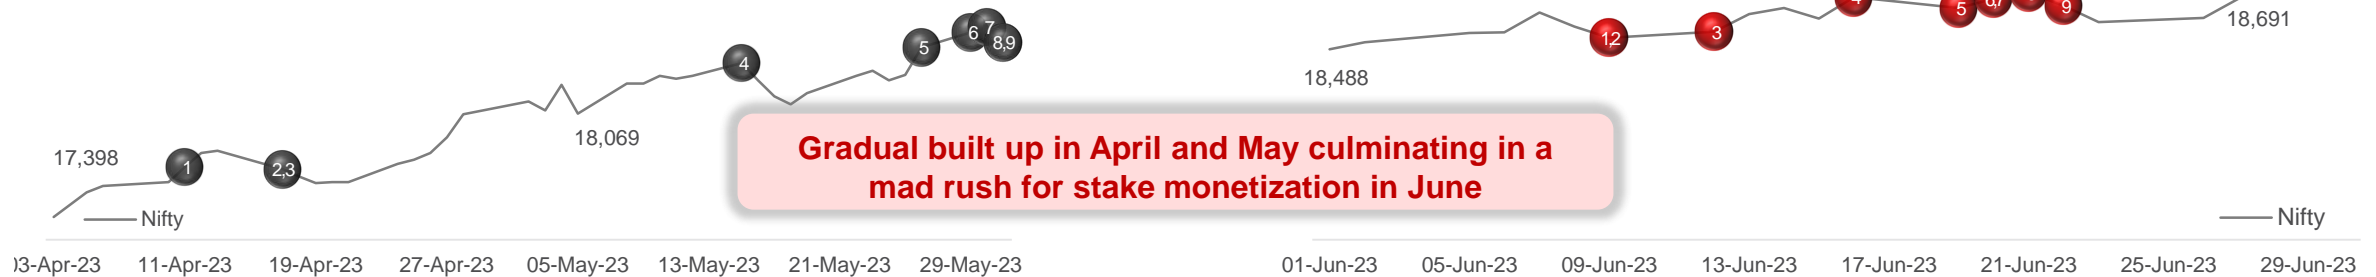 17,398
1
2,3
18,069
4
5
6
7
8,9
Nifty
03-Apr-23 11-Apr-23 19-Apr-23 27-Apr-23 05-May-23 13-May-23 21-May-23 29-May-23
Gradual built up in April and May culminating in a
mad rush for stake monetization in June
18,488
1,2
3
5
9
18,691
Nifty
01-Jun-23 05-Jun-23 09-Jun-23 13-Jun-23 17-Jun-23 21-Jun-23 25-Jun-23 29-Jun-23